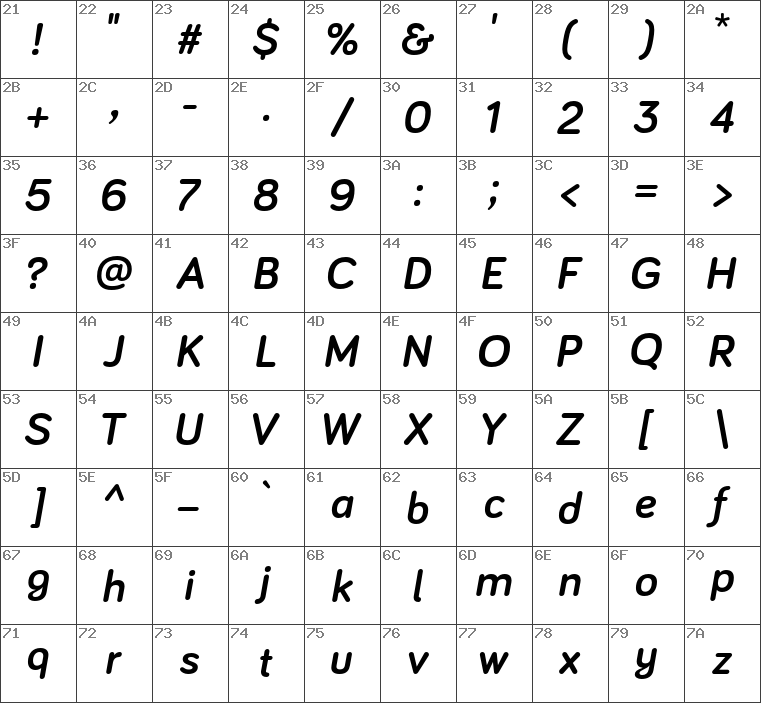 21 22 23 24 25 26 27 28 29 2A
! " # $ % & ' ( ) *
2B 2C 2D 2E 2F 30 31 32 33 34
+ , - . / 0 1 2 3 4
35 36 37 38 39 3A 3B 3C 3D 3E
5 6 7 8 9 : ; < = >
3F 40 41 42 43 44 45 46 47 48
? @ A B C D E F G H
49 4A 4B 4C 4D 4E 4F 50 51 52
I J K L M N O P Q R
53 54 55 56 57 58 59 5A 5B 5C
S T U V W X Y Z [ \
5D 5E 5F 60 61 62 63 64 65 66
] ^ _ ` a b c d e f
67 68 69 6A 6B 6C 6D 6E 6F 70
g h i j k l m n o p
71 72 73 74 75 76 77 78 79 7A
q r s t u v w x y z